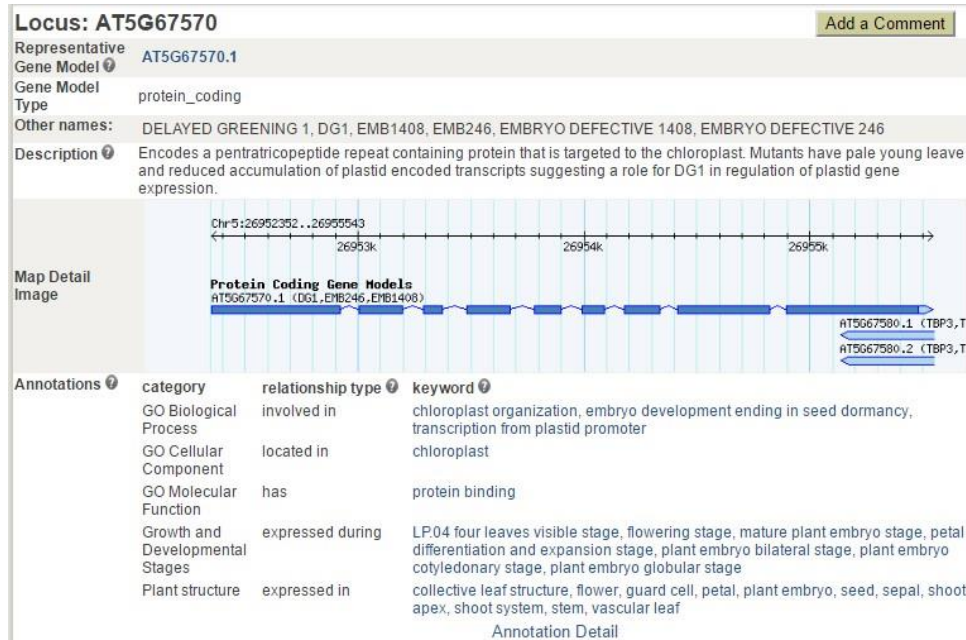 Locus: AT5G67570
Add a Comment
Representative
Gene Model
AT5G67570.1
Gene Model
Type
protein_coding
Other names:
DELAYED GREENING 1, DG1, EMB1408, EMB246, EMBRYO DEFECTIVE 1408, EMBRYO DEFECTIVE 246
Description
Encodes a pentratricopeptide repeat containing protein that is targeted to the chloroplast. Mutants have pale young leave
and reduced accumulation of plastid encoded transcripts suggesting a role for DG1 in regulation of plastid gene
expression.
Map Detail
Image
Chr5:26952352..26955543
26953k 26954k 26955k
Protein Coding Gene Models
AT5G67570.1 (DG1,EMB246,EMB1408)
AT5G67580.1 (TBP3,T
AT5G67580.2 (TBP3,T
Annotations
category relationship type keyword
GO Biological
Process
involved in
chloroplast organization, embryo development ending in seed dormancy,
transcription from plastid promoter
GO Cellular
Component
located in
chloroplast
GO Molecular
Function
has
protein binding
Growth and
Developmental
Stages
expressed during
LP.04 four leaves visible stage, flowering stage, mature plant embryo stage, petal
differentiation and expansion stage, plant embryo bilateral stage, plant embryo
cotyledonary stage, plant embryo globular stage
Plant structure
expressed in
collective leaf structure, flower, guard cell, petal, plant embryo, seed, sepal, shoot
apex, shoot system, stem, vascular leaf
Annotation Detail